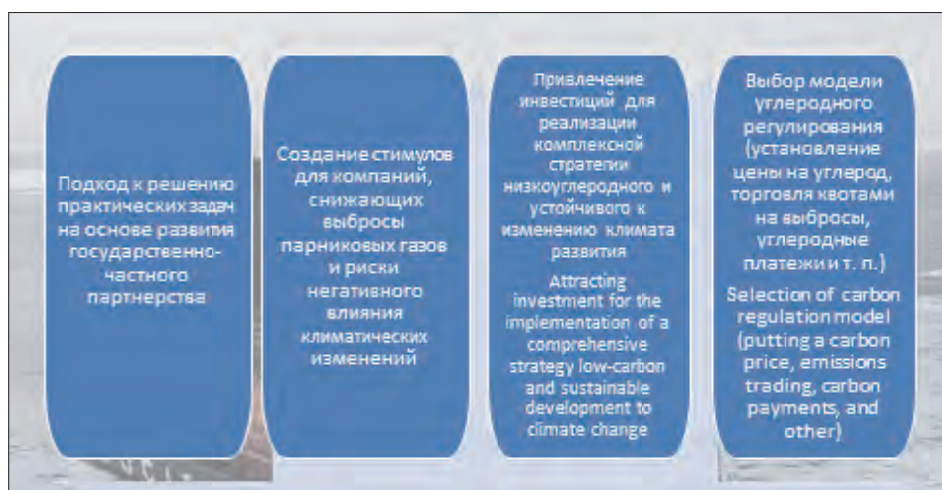 Подход к решению
практических задач
на основе развития
государственно-
частного
партнерства
Создание стимулов
для компаний,
снижающих
выбросы
парниковых газов
и риски
негативного
влияния
климатических
изменений
Привлечение
инвестиций для
реализации
комплексной
стратегии
низкоуглеродного и
устойчивого к
изменению климата
развития
Attracting
investment for the
implementation of a
comprehensive
strategy low-carbon
and sustainable
development to
climate change
Выбор модели
углеродного
регулирования
(установление
цены на углерод,
торговля квотами
на выбросы,
углеродные
платежи и т. п.)
Selection of carbon
regulation model
(putting a carbon
price, emissions
trading, carbon
payments, and
other)